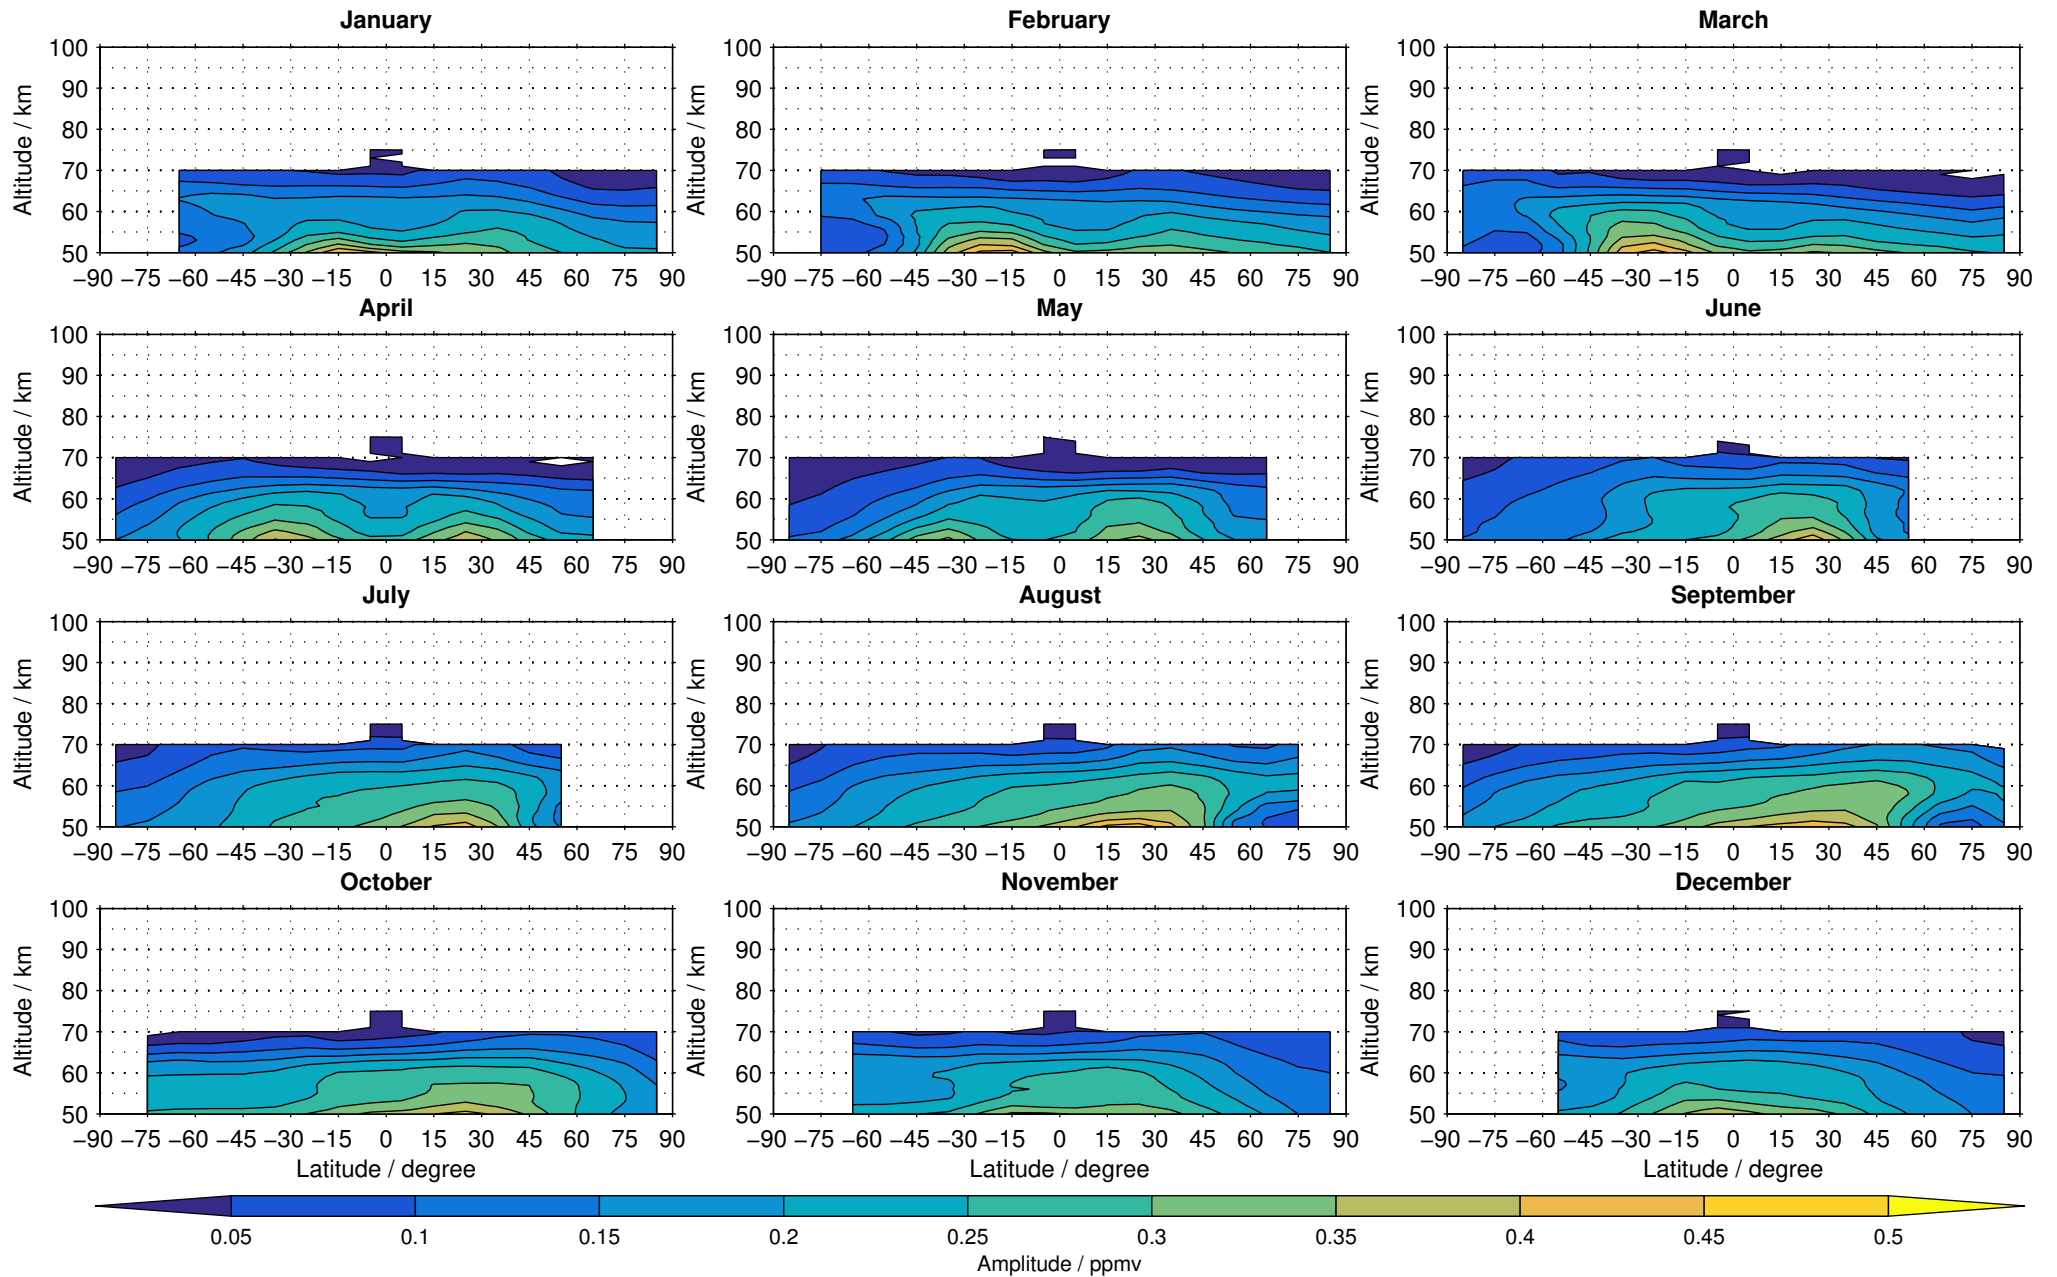 January February March
100 100 100
90 90 90
80 80 80
70 70 70
60 60 60
50 50 50
Altitude / km Altitude / km Altitude / km
−90 −75 −60 −45 −30 −15 0 15 30 45 60 75 90 −90 −75 −60 −45 −30 −15 0 15 30 45 60 75 90 −90 −75 −60 −45 −30 −15 0 15 30 45 60 75 90
April May June
100 100 100
90 90 90
80 80 80
70 70 70
60 60 60
50 50 50
Altitude / km Altitude / km Altitude / km
−90 −75 −60 −45 −30 −15 0 15 30 45 60 75 90 −90 −75 −60 −45 −30 −15 0 15 30 45 60 75 90 −90 −75 −60 −45 −30 −15 0 15 30 45 60 75 90
July August September
100 100 100
90 90 90
80 80 80
70 70 70
60 60 60
50 50 50
Altitude / km Altitude / km Altitude / km
−90 −75 −60 −45 −30 −15 0 15 30 45 60 75 90 −90 −75 −60 −45 −30 −15 0 15 30 45 60 75 90 −90 −75 −60 −45 −30 −15 0 15 30 45 60 75 90
October November December
100 100 100
90 90 90
80 80 80
70 70 70
60 60 60
50 50 50
Altitude / km Altitude / km Altitude / km
−90 −75 −60 −45 −30 −15 0 15 30 45 60 75 90 −90 −75 −60 −45 −30 −15 0 15 30 45 60 75 90 −90 −75 −60 −45 −30 −15 0 15 30 45 60 75 90
Latitude / degree Latitude / degree Latitude / degree
0.05 0.1 0.15 0.2 0.25 0.3 0.35 0.4 0.45 0.5
Amplitude / ppmv